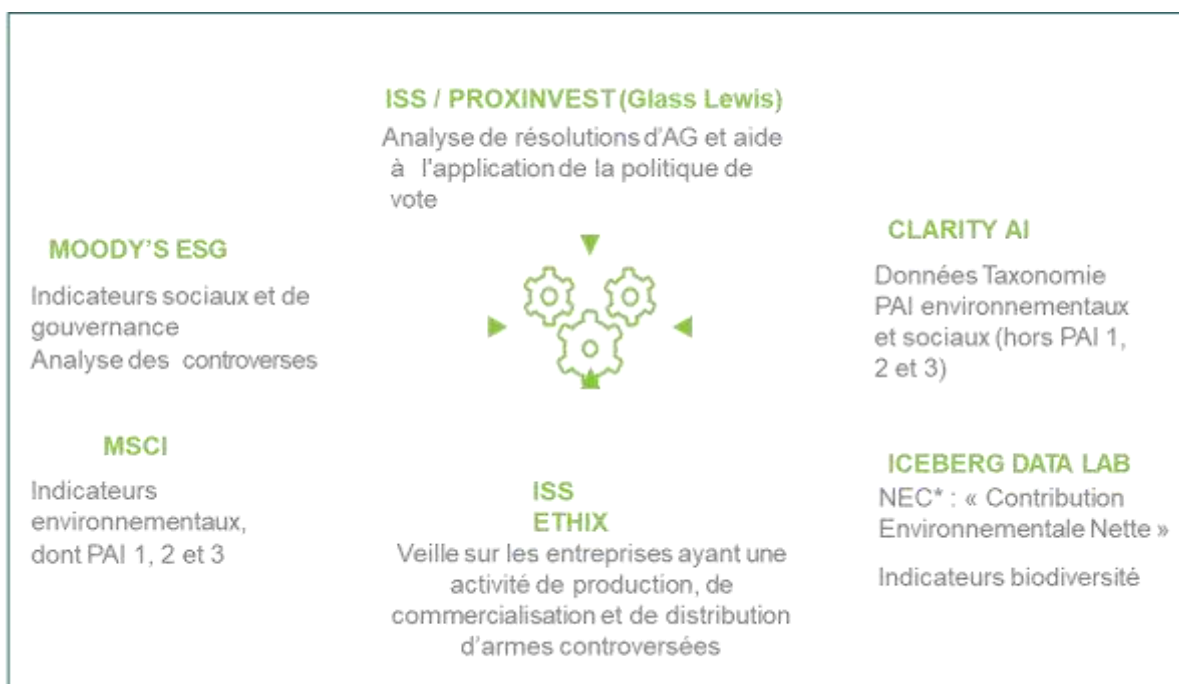 ISS / PROXINVEST (Glass Lewis)
Analyse de résolutions d'AG et aide
à l'application de la politique de
vote
MOODY'S ESG
Indicateurs sociaux et de
gouvernance
Analyse des controverses
CLARITY AI
Données Taxonomie
PAI environnementaux
et sociaux (hors PAI 1,
2 et 3)
MSCI
Indicateurs
environnementaux,
dont PAI 1, 2 et 3
ISS
ETHIX
Veille sur les entreprises ayant une
activité de production, de
commercialisation et de distribution
d'armes controversées
ICEBERG DATA LAB
NEC* : « Contribution
Environnementale Nette »
Indicateurs biodiversité